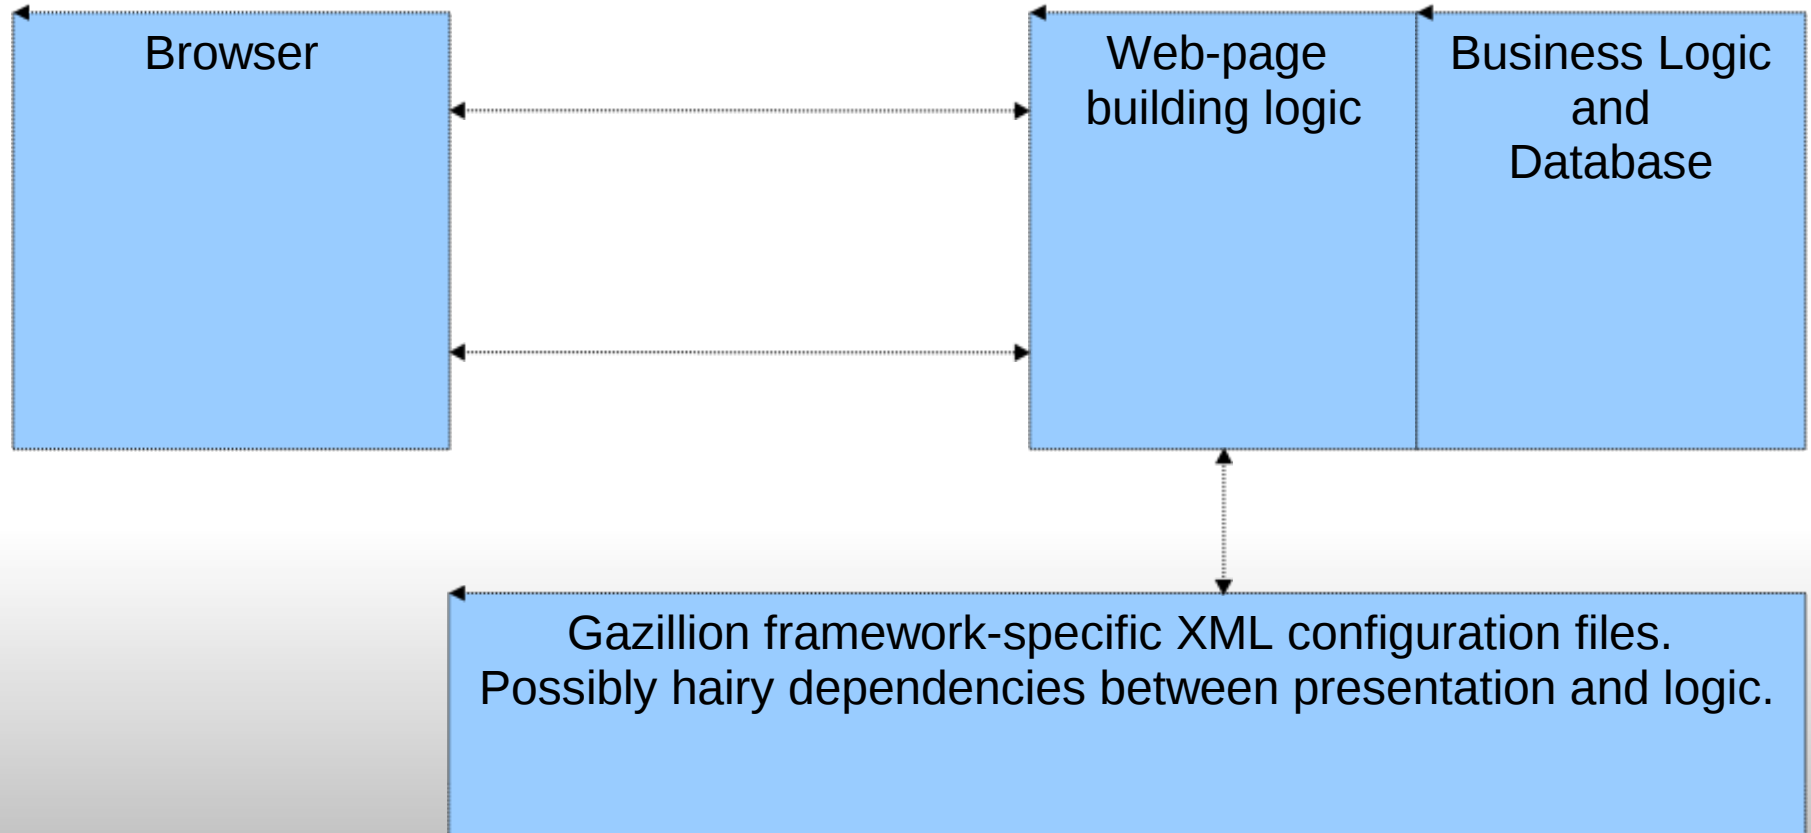 Browser
Web-page
building logic
Business Logic
and
Database
Gazillion framework-specific XML configuration files.
Possibly hairy dependencies between presentation and logic.